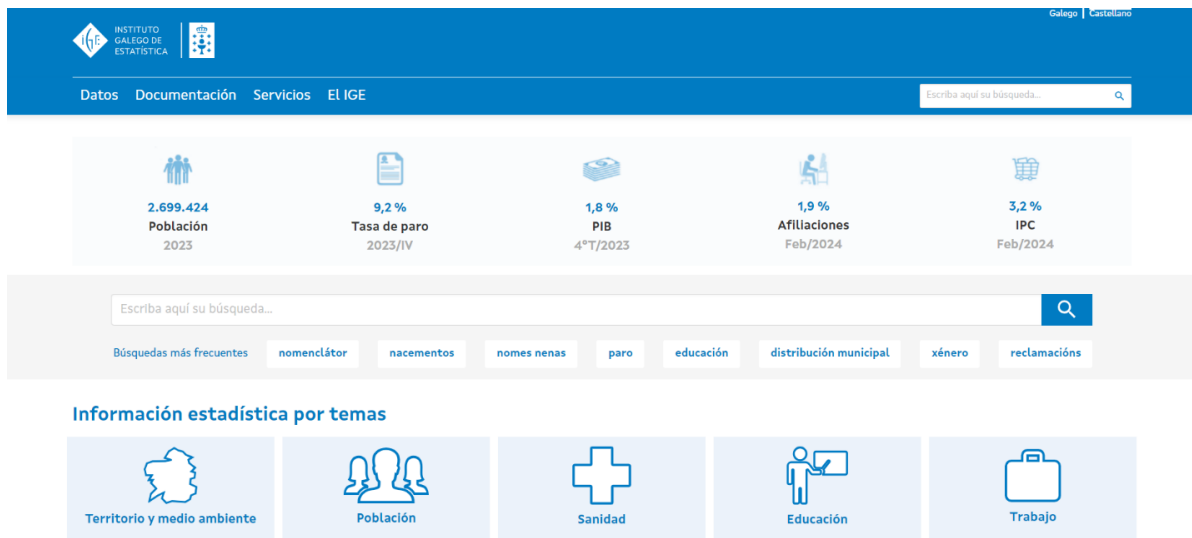 Galego | Castellano
INSTITUTO
GALEGO DE
ESTATÍSTICA
IGE
Datos Documentación Servicios El IGE
Escriba aquí su búsqueda...
2.699.424
Población
2023
9,2 %
Tasa de paro
2023/IV
1,8 %
PIB
4ºT/2023
1,9 %
Afiliaciones
Feb/2024
3,2 %
IPC
Feb/2024
Escriba aquí su búsqueda...
Búsquedas más frecuentes nomenclátor nacementos nomes nenas paro educación distribución municipal xénero reclamacións
Información estadística por temas
Territorio y medio ambiente
Población
Sanidad
Educación
Trabajo